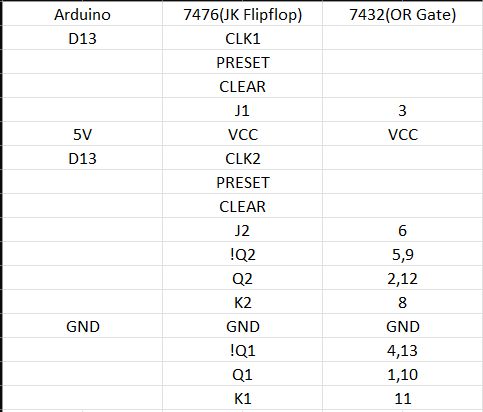 Arduino 7476(JK Flipflop) 7432(OR Gate)
D13 CLK1
PRESET
CLEAR
J1 3
5V VCC VCC
D13 CLK2
PRESET
CLEAR
J2 6
!Q2 5,9
Q2 2,12
K2 8
GND GND GND
!Q1 4,13
Q1 1,10
K1 11